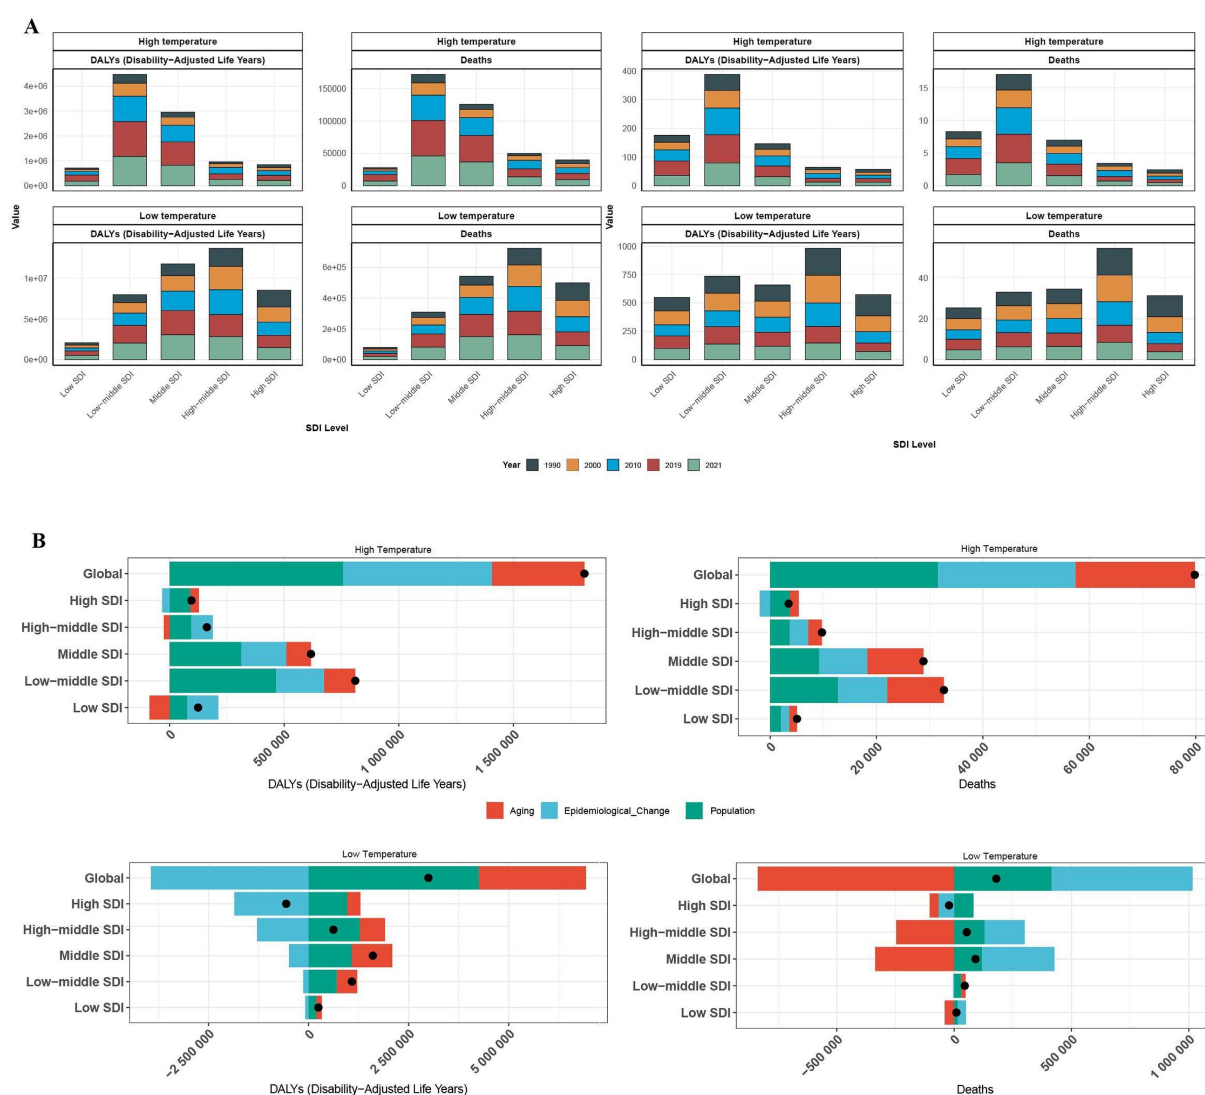 A
High temperature
DALYs (Disability−Adjusted Life Years)
4e+06
3e+06
2e+06
1e+06
0e+00
High temperature
Deaths
150000
100000
50000
0
High temperature
DALYs (Disability−Adjusted Life Years)
400
300
200
100
0
High temperature
Deaths
15
10
5
0
Value
Value
Low temperature
DALYs (Disability−Adjusted Life Years)
1e+07
5e+06
0e+00
Low temperature
Deaths
6e+05
4e+05
2e+05
0e+00
Low temperature
DALYs (Disability−Adjusted Life Years)
1000
750
500
250
0
Low temperature
Deaths
40
20
0
Low SDI
Low−middle SDI
Middle SDI
High−middle SDI
High SDI
Low SDI
Low−middle SDI
Middle SDI
High−middle SDI
High SDI
Low SDI
Low−middle SDI
Middle SDI
High−middle SDI
High SDI
Low SDI
Low−middle SDI
Middle SDI
High−middle SDI
High SDI
SDI Level
SDI Level
Year 1990 2000 2010 2019 2021
B
High Temperature
Global
High SDI
High−middle SDI
Middle SDI
Low−middle SDI
Low SDI
0
500 000
1 000 000
1 500 000
DALYs (Disability−Adjusted Life Years)
High Temperature
Global
High SDI
High−middle SDI
Middle SDI
Low−middle SDI
Low SDI
0
20 000
40 000
60 000
80 000
Deaths
Aging Epidemiological_Change Population
Low Temperature
Global
High SDI
High−middle SDI
Middle SDI
Low−middle SDI
Low SDI
−2 500 000
0
2 500 000
5 000 000
DALYs (Disability−Adjusted Life Years)
Low Temperature
Global
High SDI
High−middle SDI
Middle SDI
Low−middle SDI
Low SDI
−500 000
0
500 000
1 000 000
Deaths